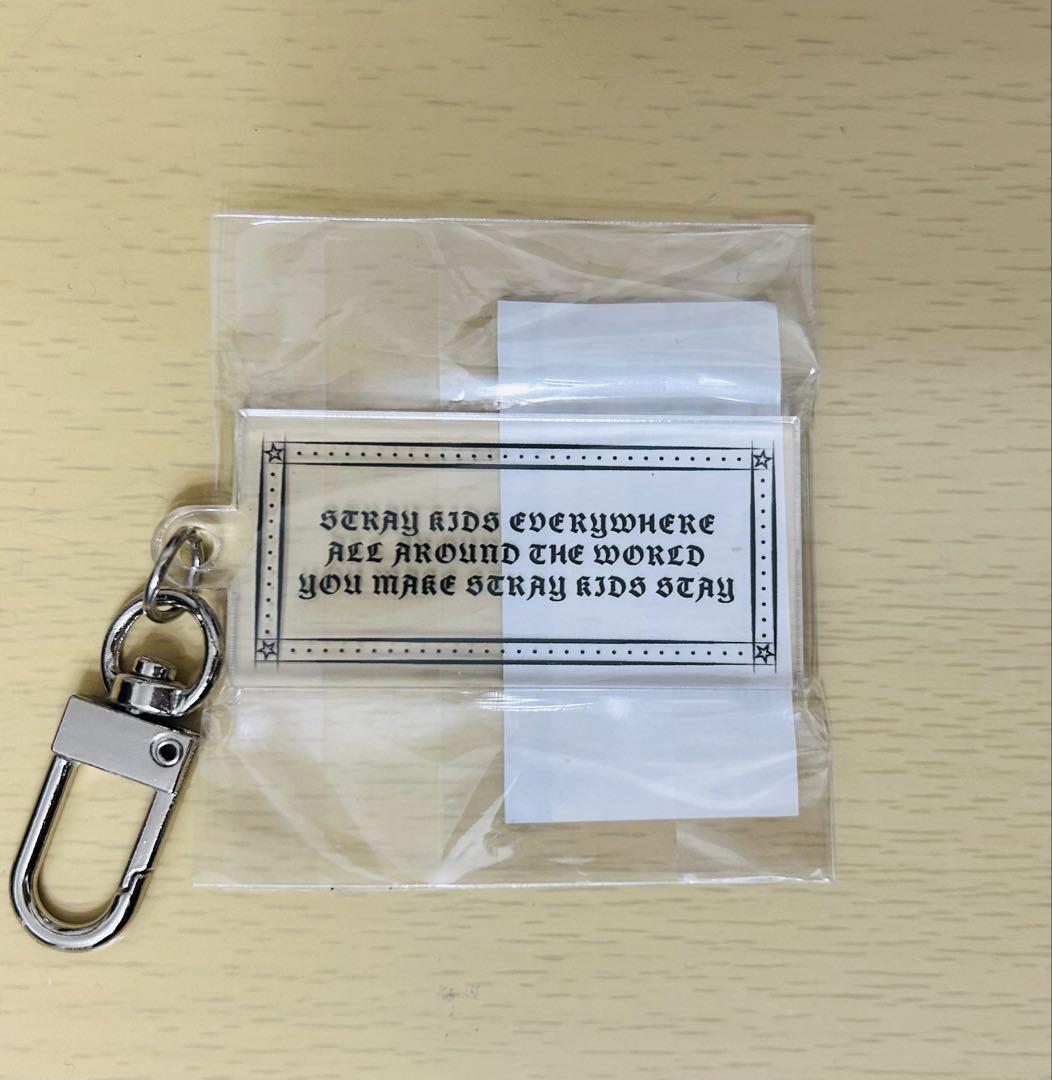 STRAY KIDS EVERYWHERE
ALL AROUND THE WORLD
YOU MAKE STRAY KIDS STAY